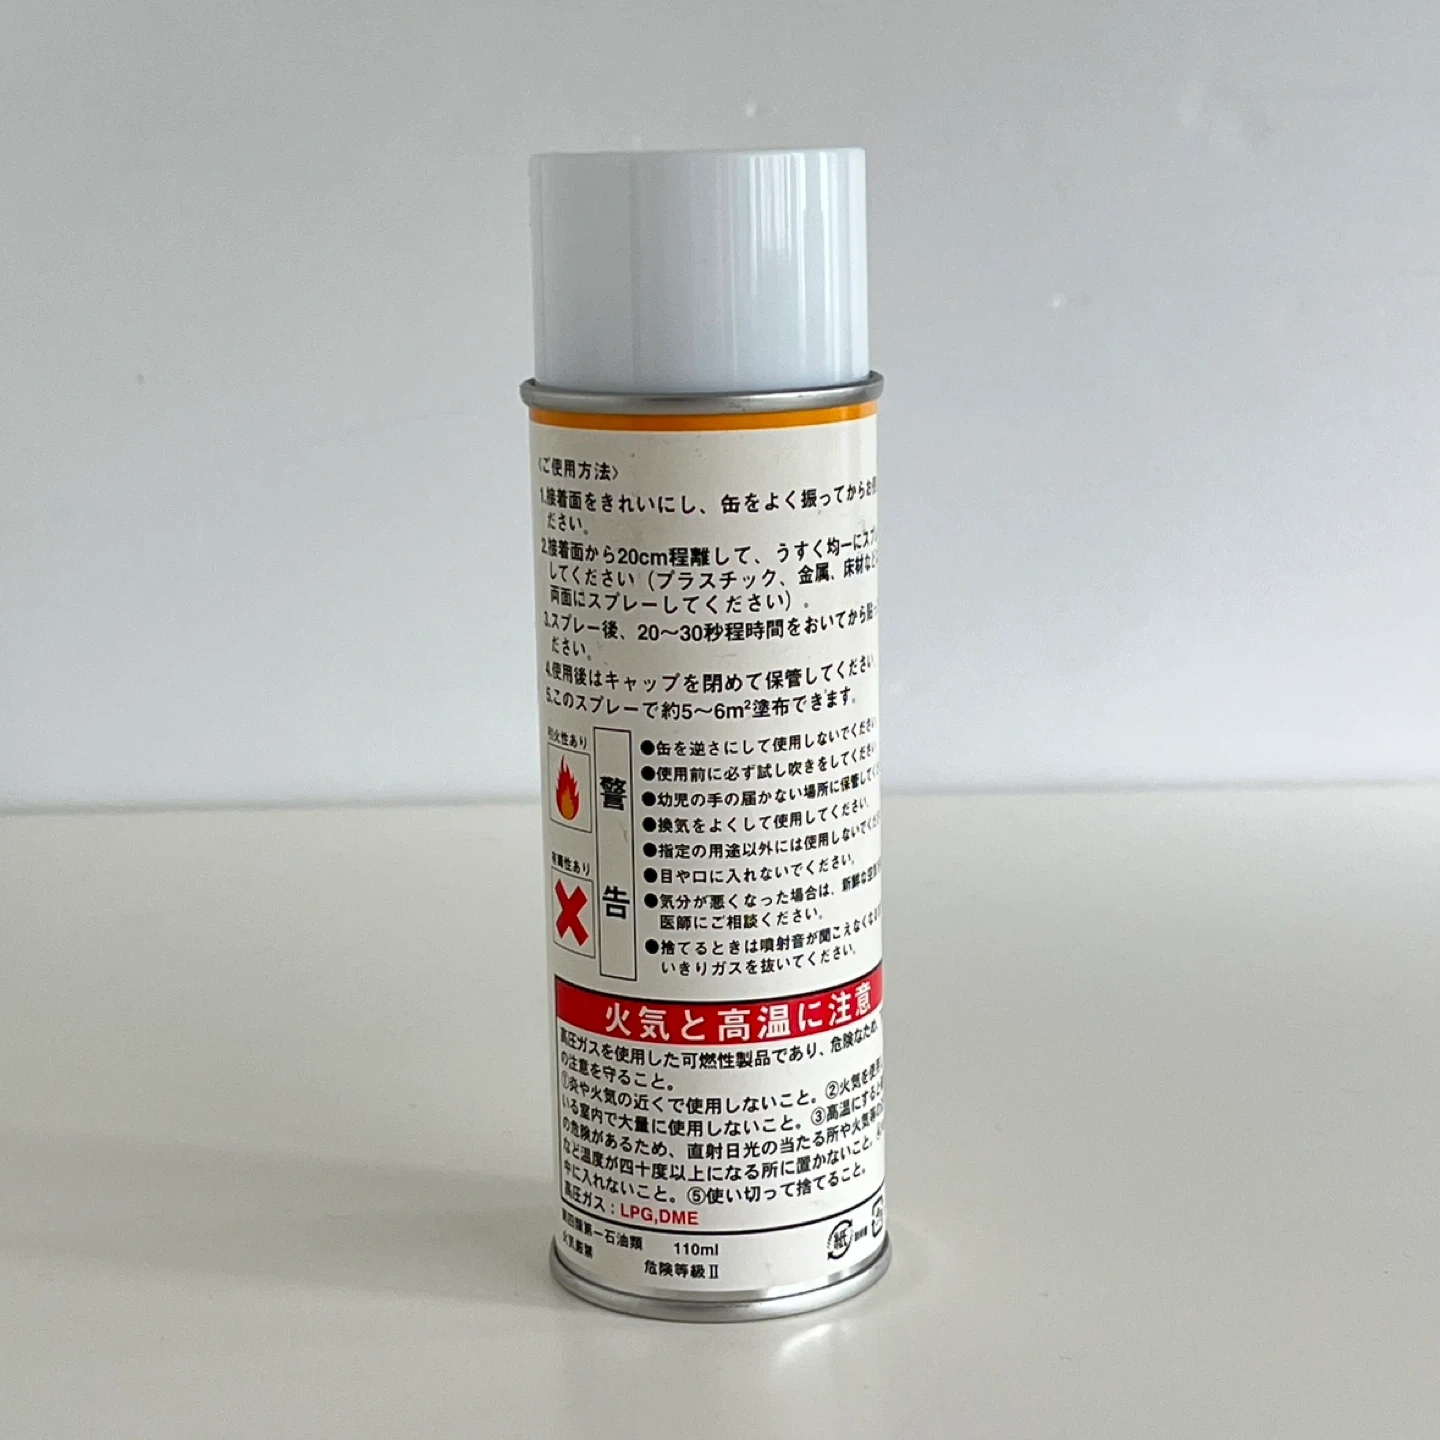 〈ご使用方法〉
1.接着面をきれいにし、缶をよく振ってからお使
ださい。
2.接着面から20cm程離して、うすく均一にスプレ
してください（プラスチック、金属、床材など
両面にスプレーしてください）。
3.スプレー後、20〜30秒程時間をおいてから貼っ
ださい。
4.使用後はキャップを閉めて保管してください。
5.このスプレーで約5〜6m²塗布できます。
引火性あり
有害性あり
警告
●缶を逆さにして使用しないでください
●使用前に必ず試し吹きをしてください
●幼児の手の届かない場所に保管してく
●換気をよくして使用してください。
●指定の用途以外には使用しないでくだ
●目や口に入れないでください。
●気分が悪くなった場合は、新鮮な空気
医師にご相談ください。
●捨てるときは噴射音が聞こえなくなる
いきりガスを抜いてください。
火気と高温に注意
高圧ガスを使用した可燃性製品であり、危険なため、
の注意を守ること。
①炎や火気の近くで使用しないこと。②火気を使用
いる室内で大量に使用しないこと。③高温にすると
の危険があるため、直射日光の当たる所や火気等の
など温度が四十度以上になる所に置かないこと。
中に入れないこと。⑤使い切って捨てること。
高圧ガス：LPG,DME
第四類第一石油類 110ml
火気厳禁 危険等級Ⅱ
紙